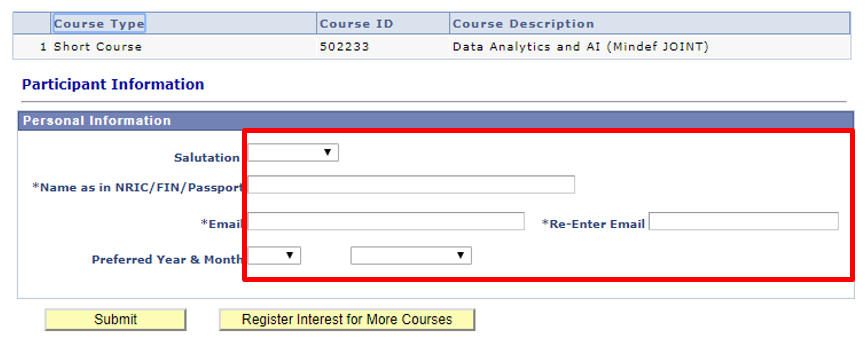 Course Type Course ID Course Description
1 Short Course 502233 Data Analytics and AI (Mindef JOINT)
Participant Information
Personal Information
Salutation
*Name as in NRIC/FIN/Passport
*Email *Re-Enter Email
Preferred Year & Month
Submit Register Interest for More Courses